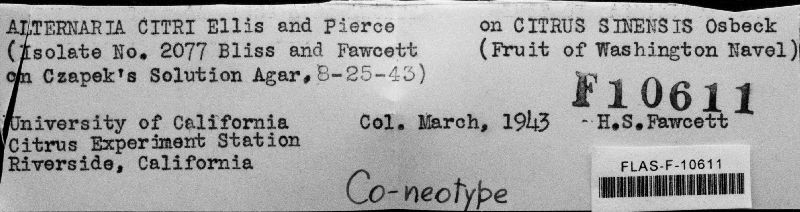 ALTERNARIA CITRI Ellis and Pierce on CITRUS SINENSIS Osbeck
(Isolate No. 2077 Bliss and Fawcett (Fruit of Washington Navel)
on Czapek's Solution Agar, 8-25-43)
F10611
University of California Col. March, 1943 - H.S.Fawcett
Citrus Experiment Station
Riverside, California
FLAS-F-10611
Co-neotype